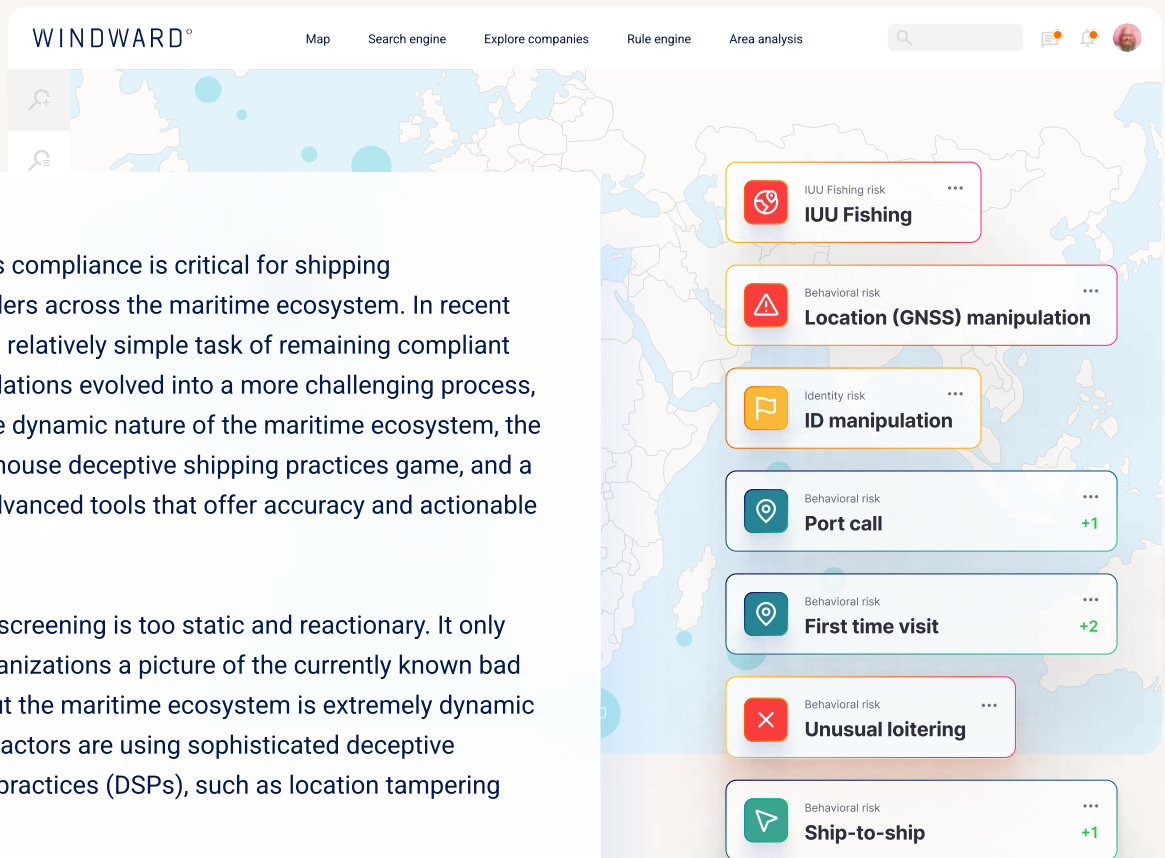 WINDWARD°
Map
Search engine
Explore companies
Rule engine
Area analysis
compliance is critical for shipping
across the maritime ecosystem. In recent
relatively simple task of remaining compliant
evolved into a more challenging process,
dynamic nature of the maritime ecosystem, the
deceptive shipping practices game, and a
tools that offer accuracy and actionable
screening is too static and reactionary. It only
a picture of the currently known bad
the maritime ecosystem is extremely dynamic
actors are using sophisticated deceptive
practices (DSPs), such as location tampering
IUU Fishing risk
IUU Fishing
Behavioral risk
Location (GNSS) manipulation
Identity risk
ID manipulation
Behavioral risk
Port call
+1
Behavioral risk
First time visit
+2
Behavioral risk
Unusual loitering
Behavioral risk
Ship-to-ship
+1